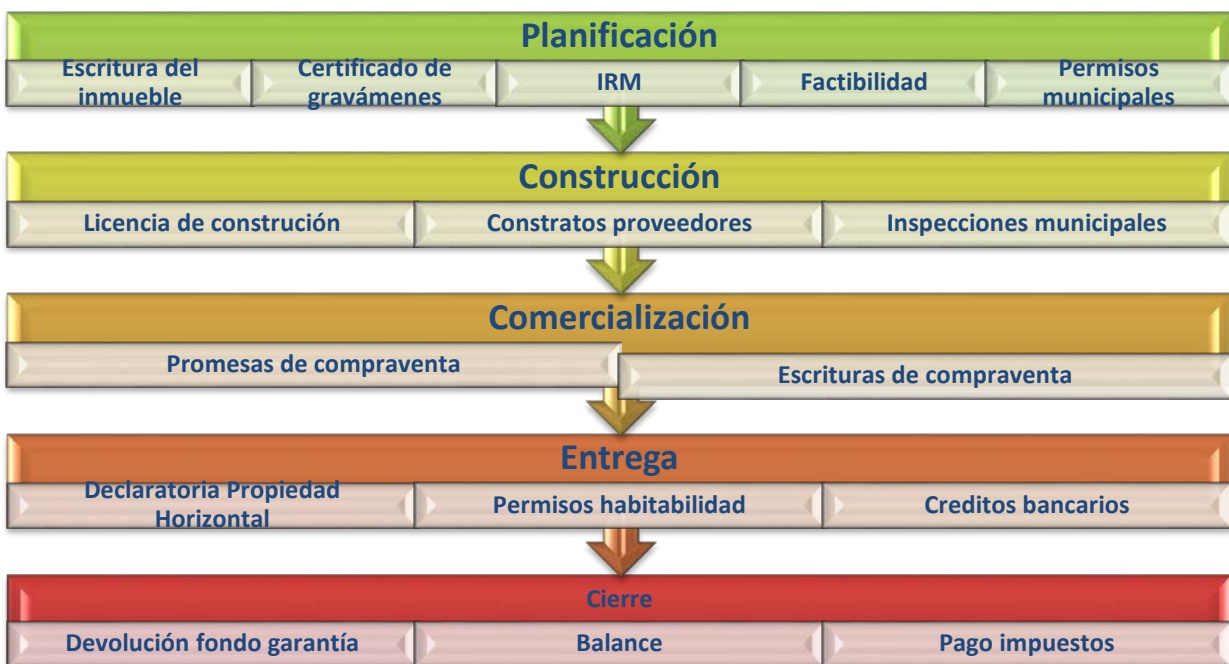 Planificación
Escritura del
inmueble
Certificado de
gravámenes
IRM
Factibilidad
Permisos
municipales
Construcción
Licencia de construción
Constratos proveedores
Inspecciones municipales
Comercialización
Promesas de compraventa
Escrituras de compraventa
Entrega
Declaratoria Propiedad
Horizontal
Permisos habitabilidad
Creditos bancarios
Cierre
Devolución fondo garantía
Balance
Pago impuestos